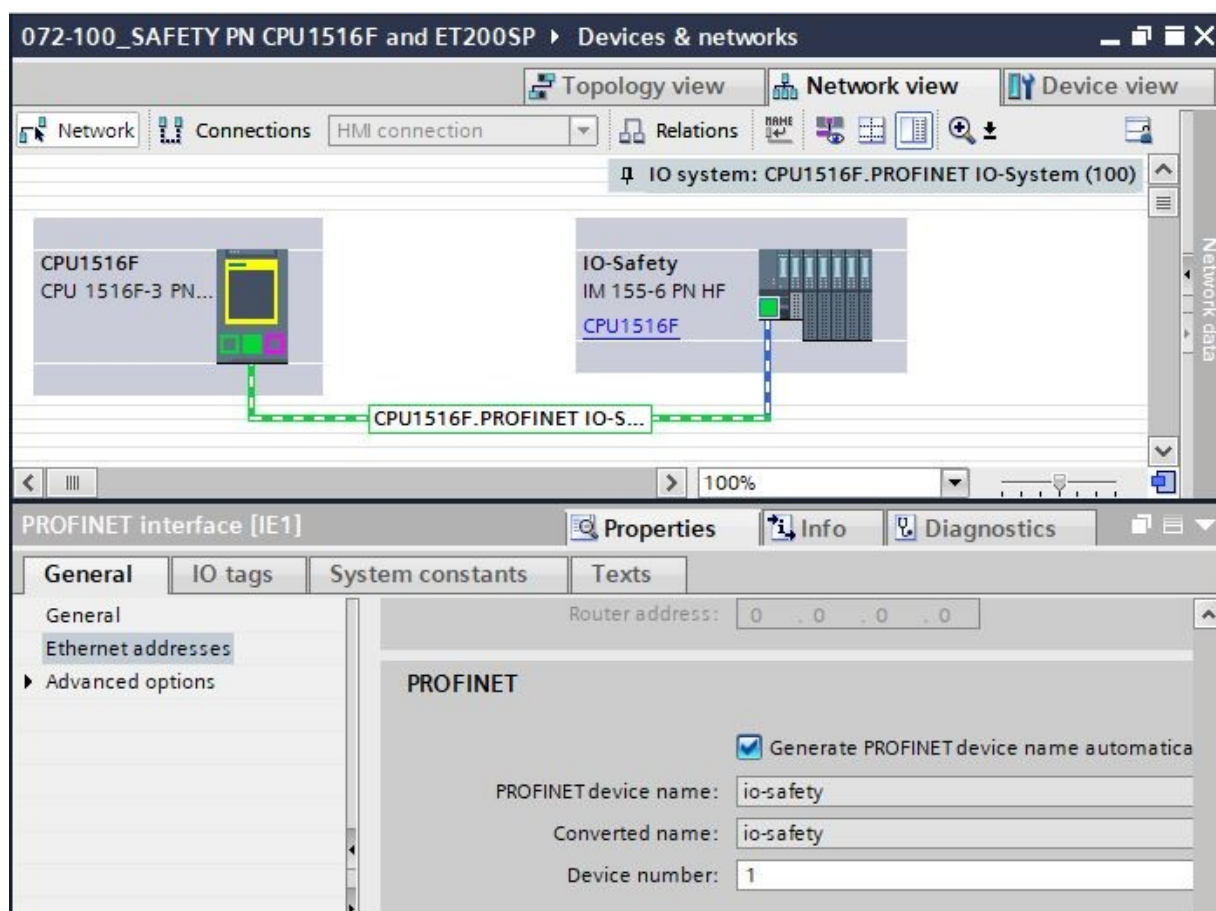 072-100_SAFETY PN CPU1516F and ET200SP ▸ Devices & networks
Topology view Network view Device view
Network Connections HMI connection Relations
IO system: CPU1516F.PROFINET IO-System (100)
CPU1516F
CPU 1516F-3 PN...
IO-Safety
IM 155-6 PN HF
CPU1516F
CPU1516F.PROFINET IO-S...
Network data
100%
PROFINET interface [IE1] Properties Info Diagnostics
General IO tags System constants Texts
General
Ethernet addresses
Advanced options
Router address: 0 . 0 . 0 . 0
PROFINET
Generate PROFINET device name automatica
PROFINET device name: io-safety
Converted name: io-safety
Device number: 1